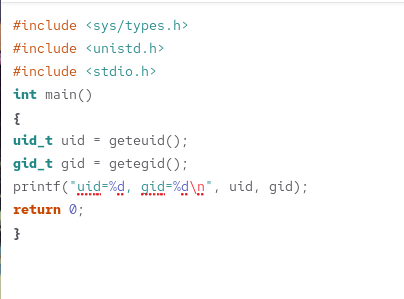 #include <sys/types.h>
#include <unistd.h>
#include <stdio.h>
int main()
{
uid_t uid = geteuid();
gid_t gid = getegid();
printf("uid=%d, gid=%d\n", uid, gid);
return 0;
}